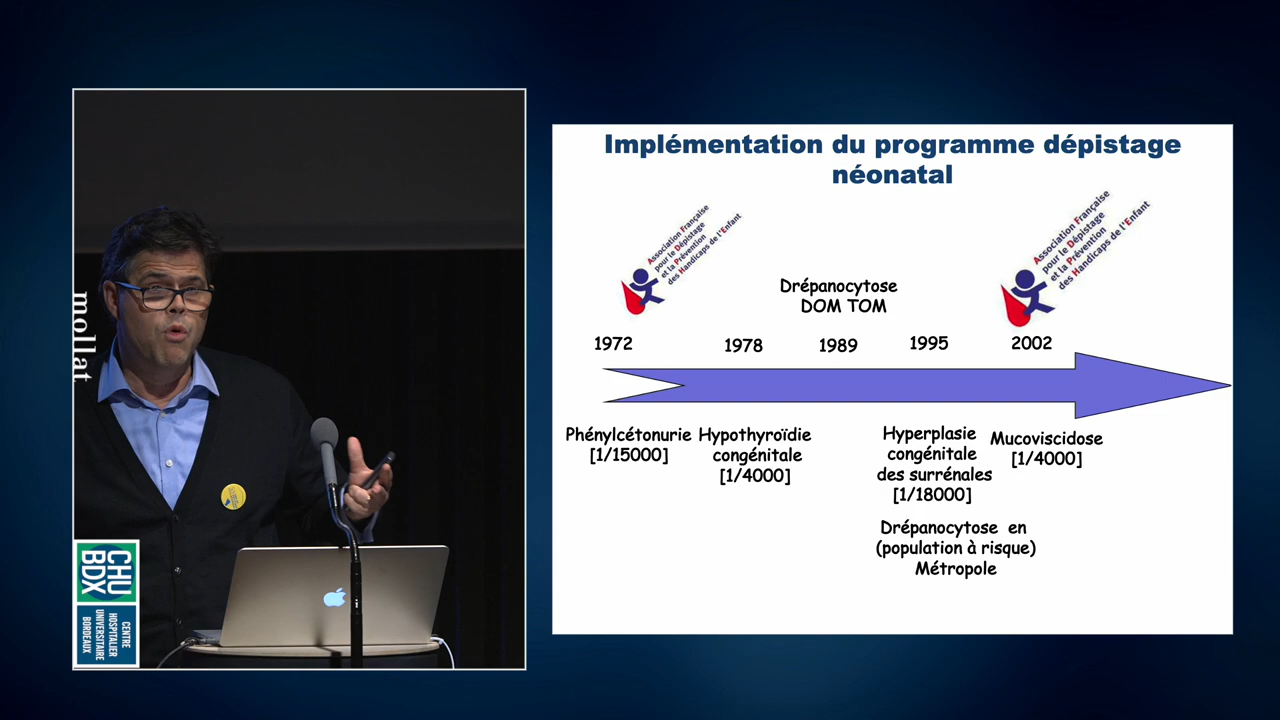 mollat
CHU
BDX
CENTRE
HOSPITALIER
UNIVERSITAIRE
BORDEAUX
Implémentation du programme dépistage
néonatal
Association Française
pour le Dépistage
et la Prévention
des Handicaps de l'Enfant
Association Française
pour le Dépistage
et la Prévention
des Handicaps de l'Enfant
Drépanocytose
DOM TOM
1972
1978
1989
1995
2002
Phénylcétonurie
[1/15000]
Hypothyroïdie
congénitale
[1/4000]
Hyperplasie
congénitale
des surrénales
[1/18000]
Mucoviscidose
[1/4000]
Drépanocytose en
(population à risque)
Métropole